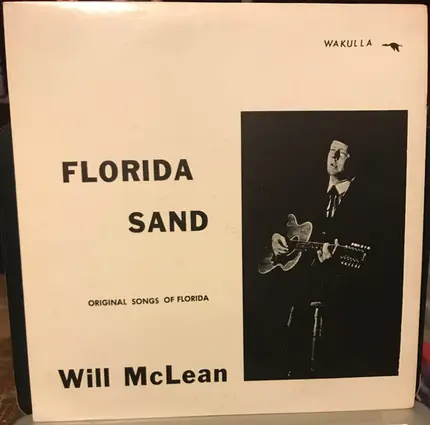 WAKULLA
FLORIDA
SAND
ORIGINAL SONGS OF FLORIDA
Will McLean